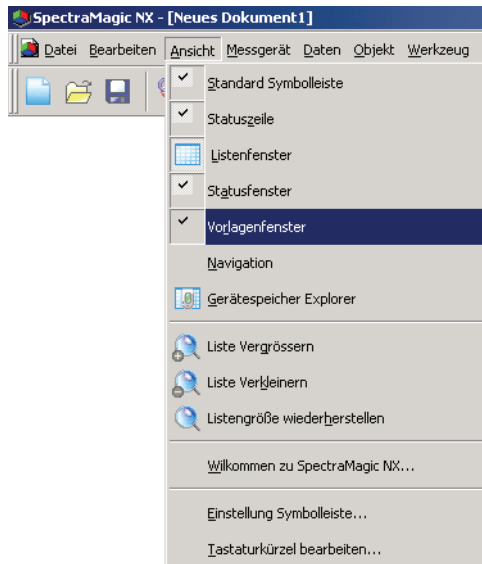 SpectraMagic NX - [Neues Dokument1]
Datei Bearbeiten Ansicht Messgerät Daten Objekt Werkzeug
Standard Symbolleiste
Statuszeile
Listenfenster
Statusfenster
Vorlagenfenster
Navigation
Gerätespeicher Explorer
Liste Vergrössern
Liste Verkleinern
Listengröße wiederherstellen
Wilkommen zu SpectraMagic NX...
Einstellung Symbolleiste...
Tastaturkürzel bearbeiten...